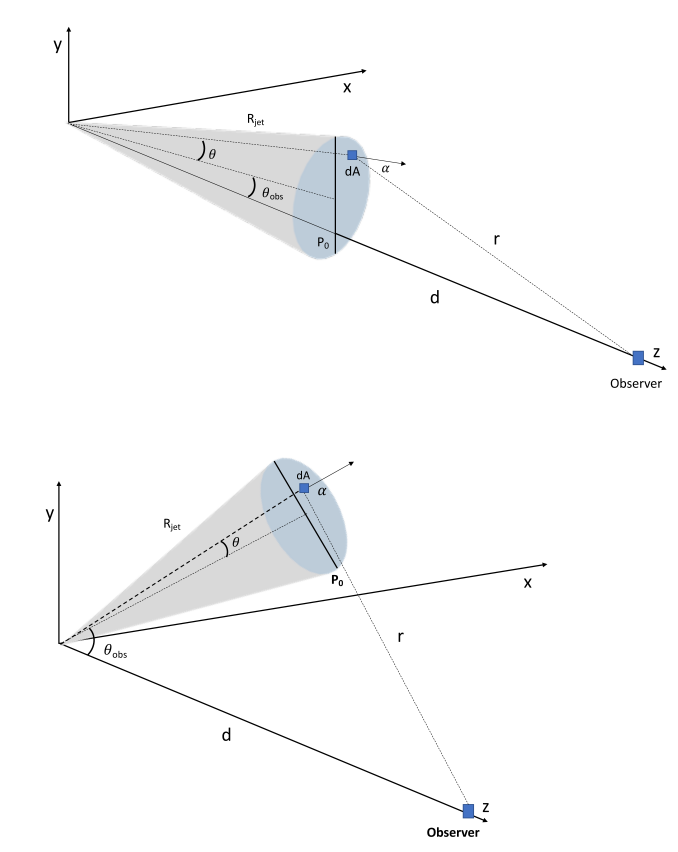 y
x
R_jet
θ
dA
α
θ_obs
P_0
r
d
z
Observer
dA
y
α
R_jet
θ
P_0
x
r
θ_obs
d
z
Observer